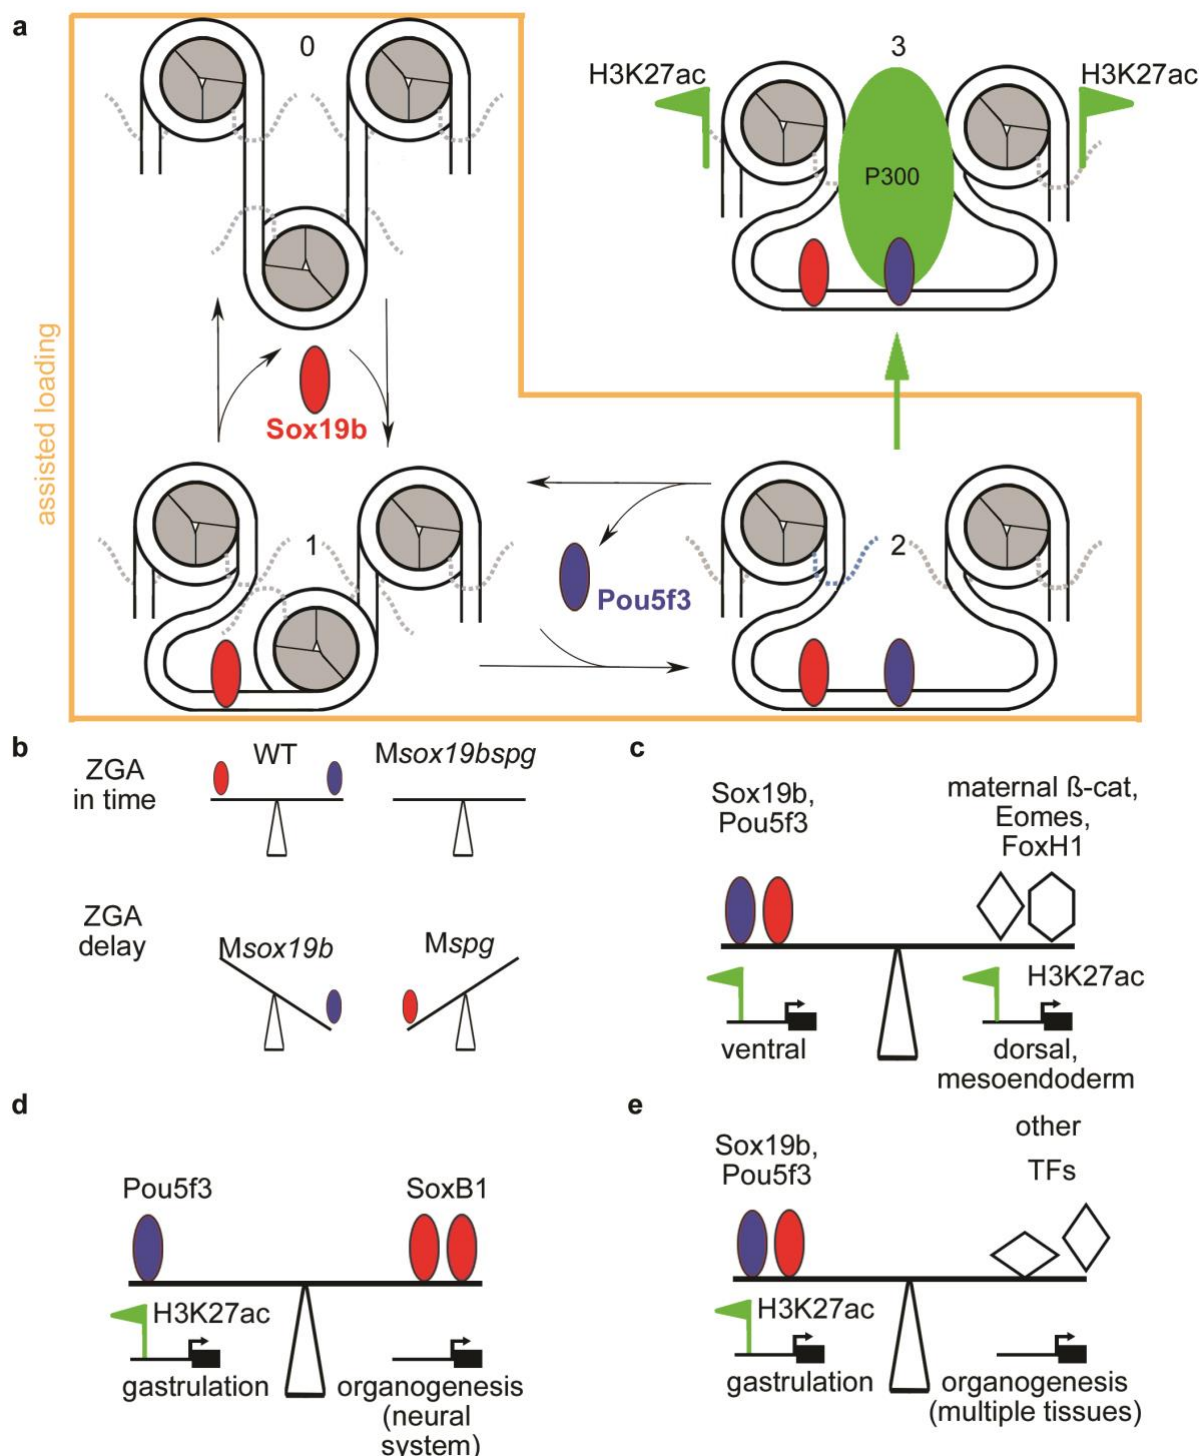 a
0
3
H3K27ac
H3K27ac
P300
assisted loading
Sox19b
1
2
Pou5f3
b
ZGA
in time
WT
Msox19bspg
ZGA
delay
Msox19b
Mspg
c
Sox19b,
Pou5f3
maternal ß-cat,
Eomes,
FoxH1
H3K27ac
ventral
dorsal,
mesoendoderm
d
Pou5f3
SoxB1
H3K27ac
gastrulation
organogenesis
(neural
system)
e
Sox19b,
Pou5f3
other
TFs
H3K27ac
gastrulation
organogenesis
(multiple tissues)